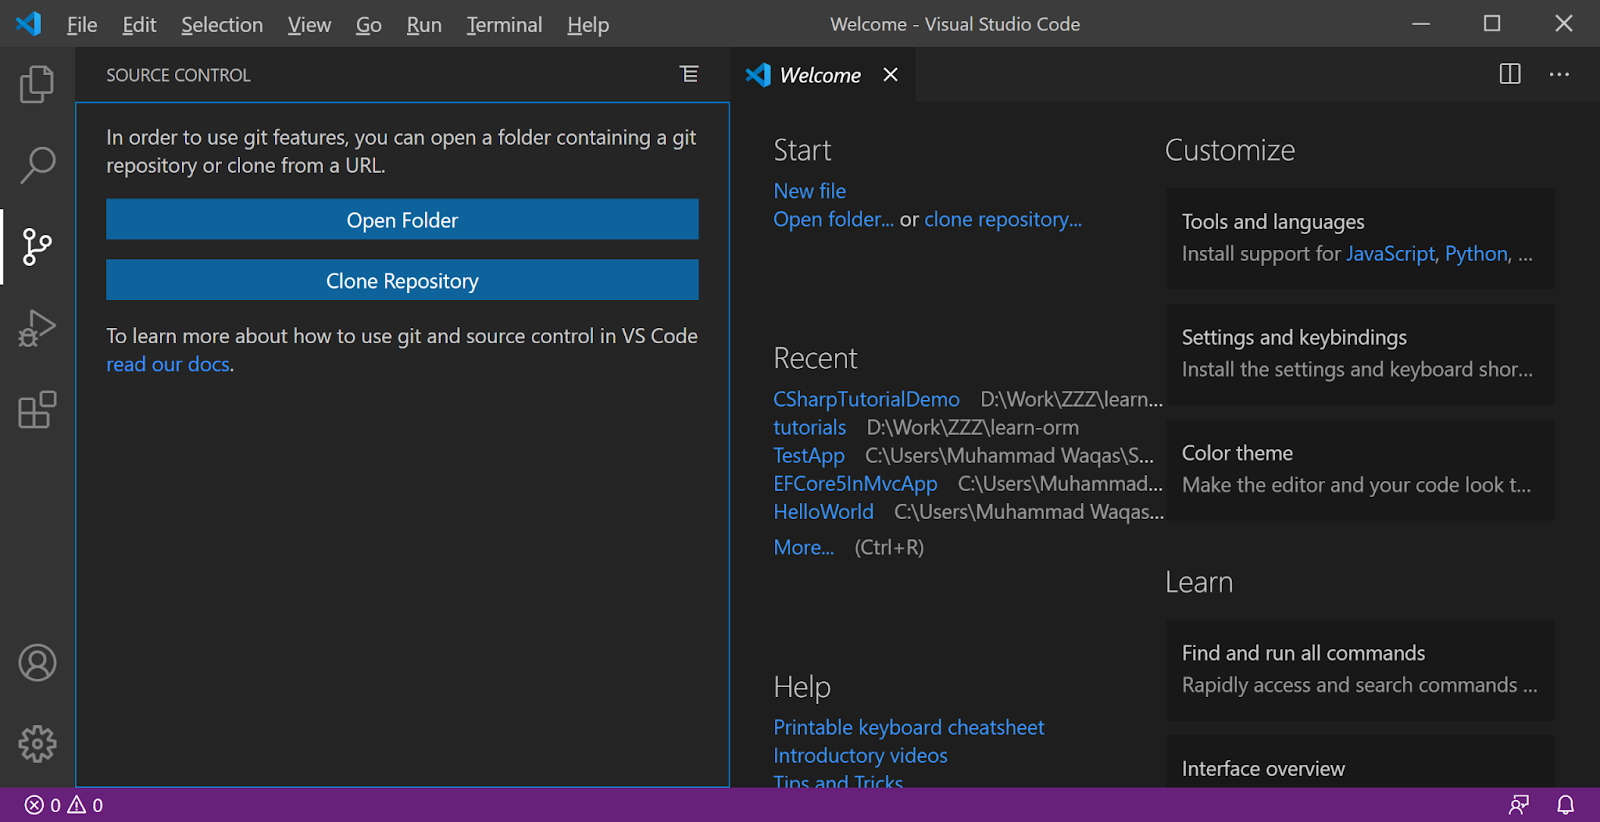 File Edit Selection View Go Run Terminal Help
Welcome - Visual Studio Code
SOURCE CONTROL
In order to use git features, you can open a folder containing a git
repository or clone from a URL.
Open Folder
Clone Repository
To learn more about how to use git and source control in VS Code
read our docs.
Welcome
Start
New file
Open folder... or clone repository...
Recent
CSharpTutorialDemo D:\Work\ZZZ\learn...
tutorials D:\Work\ZZZ\learn-orm
TestApp C:\Users\Muhammad Waqas\S...
EFCore5InMvcApp C:\Users\Muhammad...
HelloWorld C:\Users\Muhammad Waqas...
More... (Ctrl+R)
Help
Printable keyboard cheatsheet
Introductory videos
Tips and Tricks
Customize
Tools and languages
Install support for JavaScript, Python, ...
Settings and keybindings
Install the settings and keyboard shor...
Color theme
Make the editor and your code look t...
Learn
Find and run all commands
Rapidly access and search commands ...
Interface overview
0 0